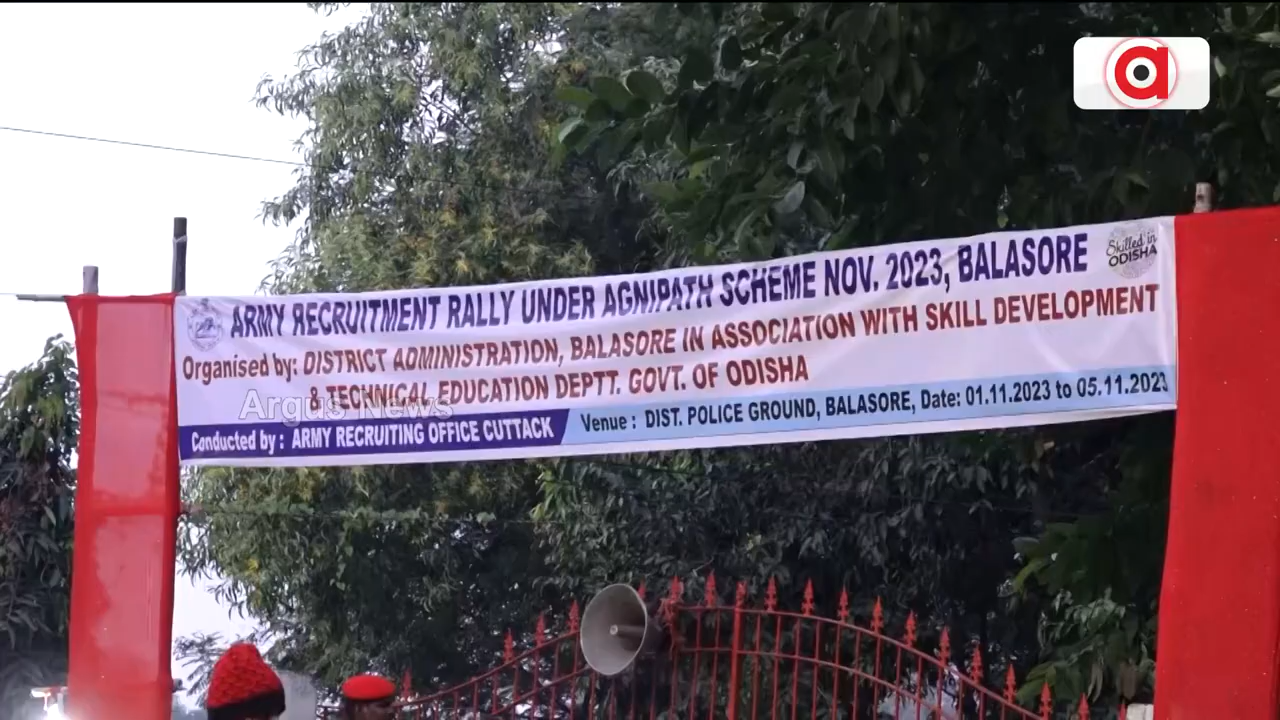 a
Skilled in
ODISHA
ARMY RECRUITMENT RALLY UNDER AGNIPATH SCHEME NOV. 2023, BALASORE
Organised by: DISTRICT ADMINISTRATION, BALASORE IN ASSOCIATION WITH SKILL DEVELOPMENT
& TECHNICAL EDUCATION DEPTT. GOVT. OF ODISHA
Argus News
Conducted by : ARMY RECRUITING OFFICE CUTTACK Venue : DIST. POLICE GROUND, BALASORE, Date: 01.11.2023 to 05.11.2023